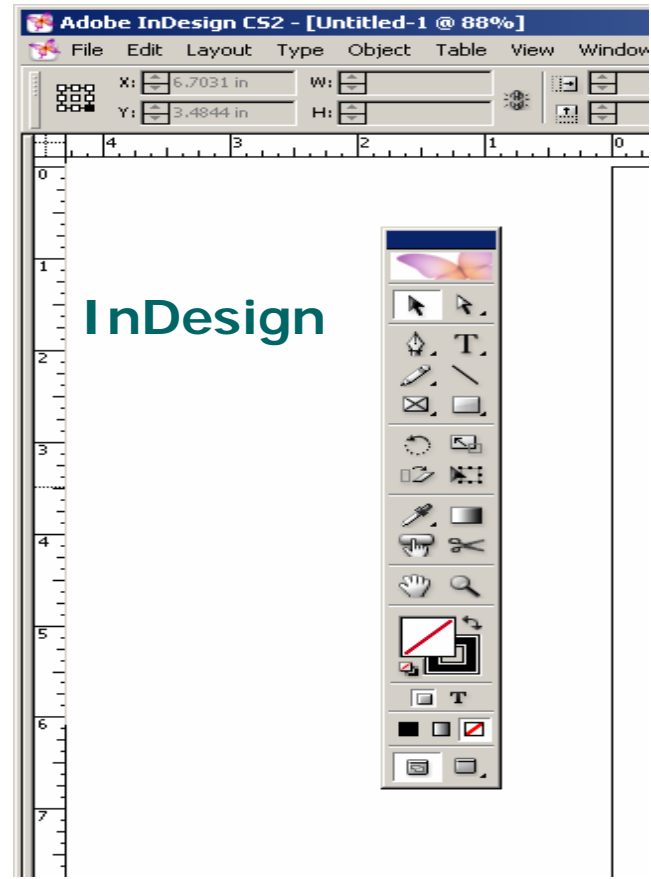 Adobe InDesign CS2 - [Untitled-1 @ 88%]
File Edit Layout Type Object Table View Window
X: 6.7031 in W:
Y: 3.4844 in H:
4 3 2 1 0
0
1
InDesign
T
2
3
4
5
T
6
7